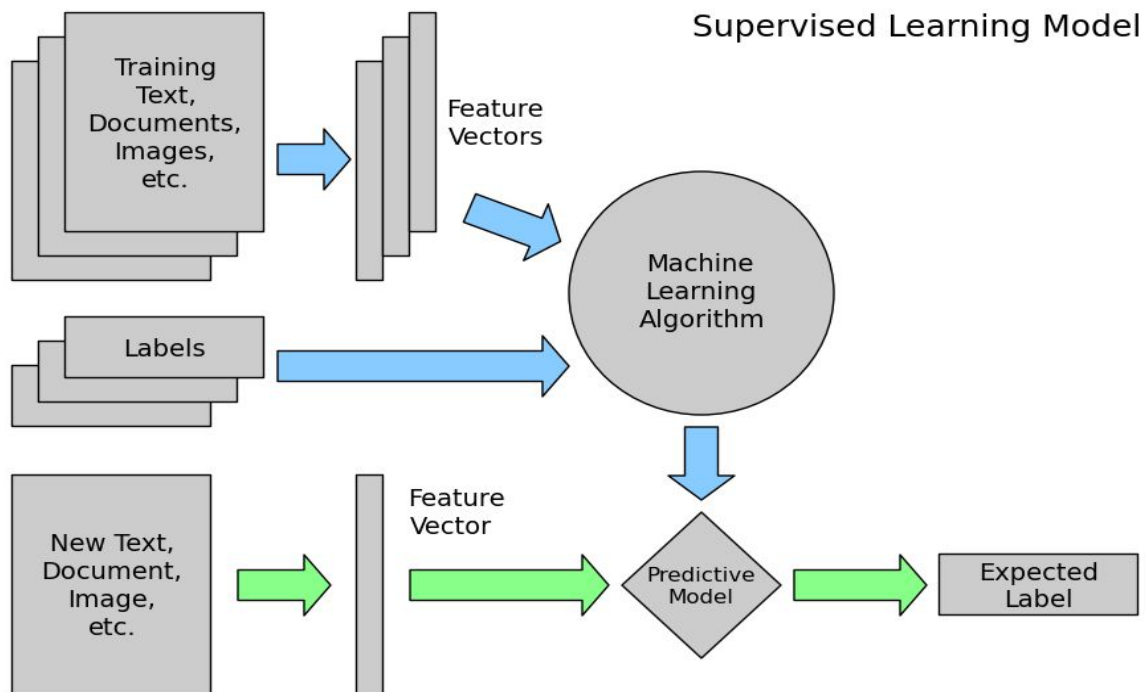 Supervised Learning Model
Training
Text,
Documents,
Images,
etc.
Feature
Vectors
Machine
Learning
Algorithm
Labels
New Text,
Document,
Image,
etc.
Feature
Vector
Predictive
Model
Expected
Label